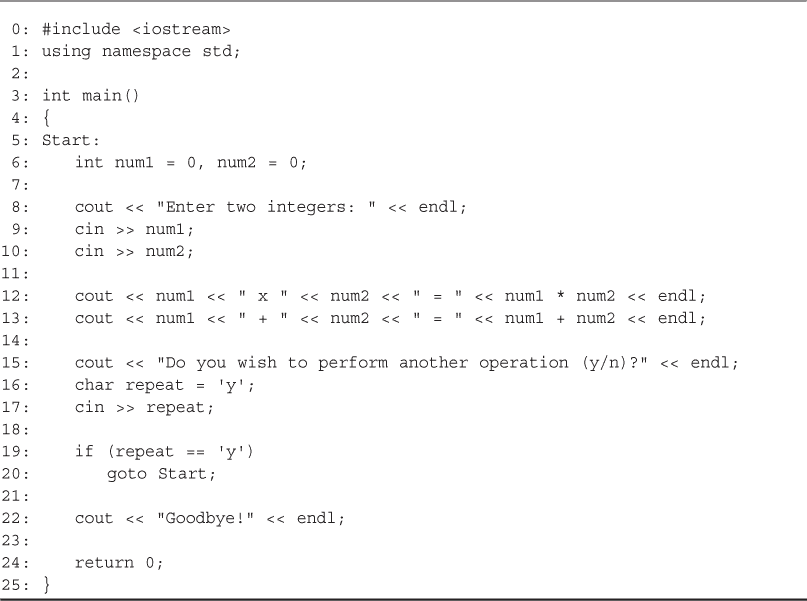 0: #include <iostream>
1: using namespace std;
2:
3: int main()
4: {
5: Start:
6:    int num1 = 0, num2 = 0;
7:
8:    cout << "Enter two integers: " << endl;
9:    cin >> num1;
10:    cin >> num2;
11:
12:    cout << num1 << " x " << num2 << " = " << num1 * num2 << endl;
13:    cout << num1 << " + " << num2 << " = " << num1 + num2 << endl;
14:
15:    cout << "Do you wish to perform another operation (y/n)?" << endl;
16:    char repeat = 'y';
17:    cin >> repeat;
18:
19:    if (repeat == 'y')
20:       goto Start;
21:
22:    cout << "Goodbye!" << endl;
23:
24:    return 0;
25: }